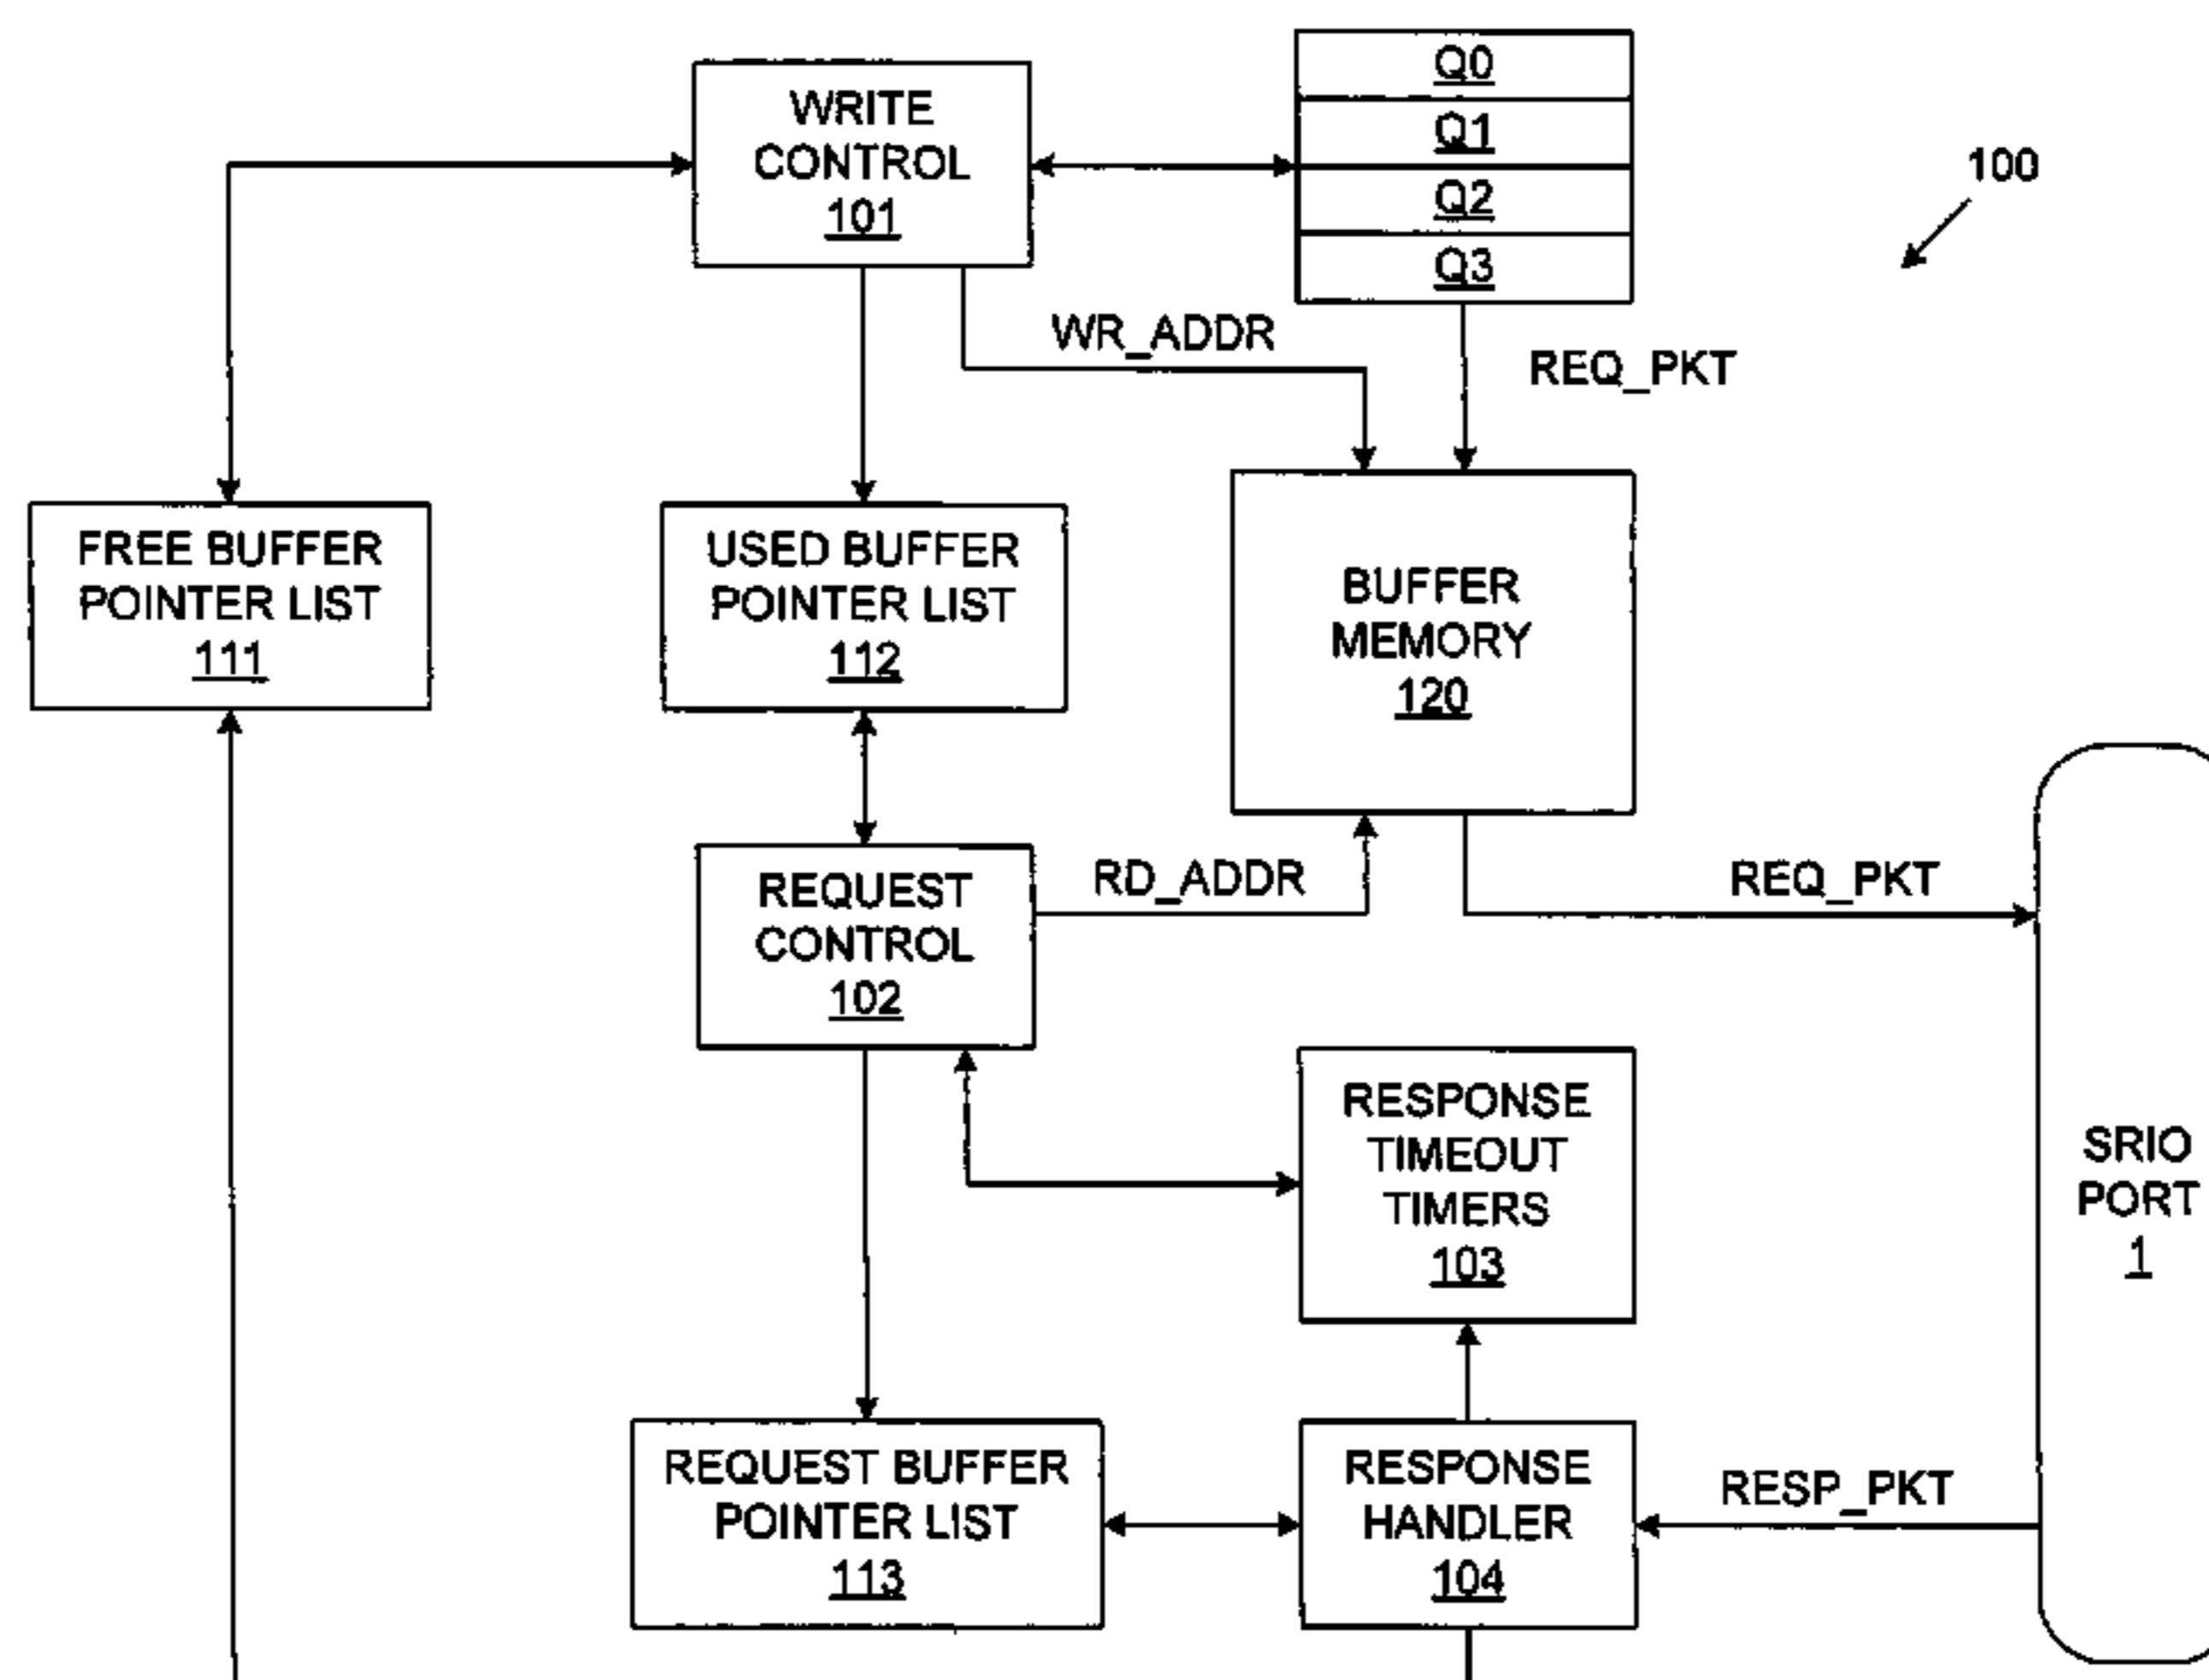 WRITE
CONTROL
101
Q0
Q1
Q2
Q3
100
WR_ADDR
REQ_PKT
FREE BUFFER
POINTER LIST
111
USED BUFFER
POINTER LIST
112
BUFFER
MEMORY
120
REQUEST
CONTROL
102
RD_ADDR
REQ_PKT
RESPONSE
TIMEOUT
TIMERS
103
SRIO
PORT
1
REQUEST BUFFER
POINTER LIST
113
RESPONSE
HANDLER
104
RESP_PKT